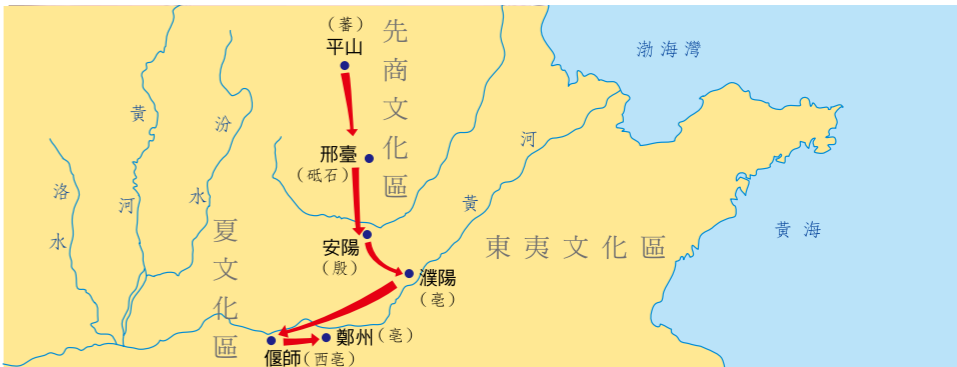 （蕃）
平山
先商文化區
渤海灣
黃河
汾水
洛水
邢臺
（砥石）
黃河
夏文化區
安陽
（殷）
東夷文化區
黃海
濮陽
（亳）
偃師（西亳）
鄭州（亳）